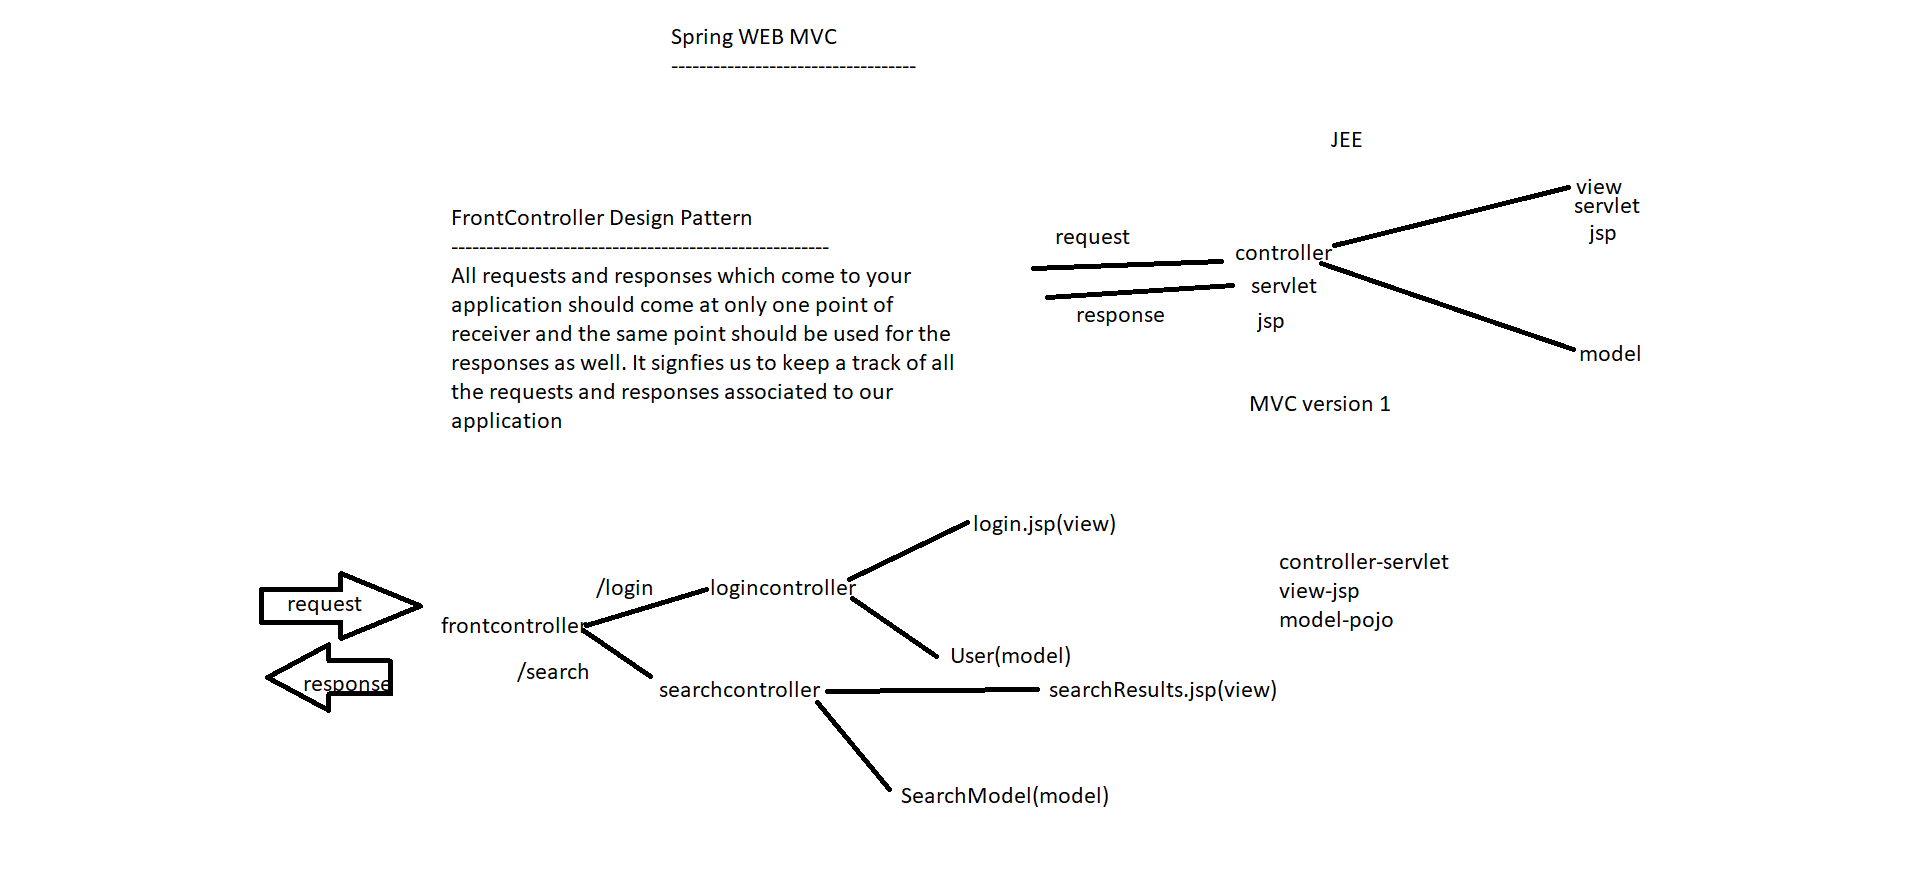 Spring WEB MVC
-----------------------------------
JEE
FrontController Design Pattern
------------------------------------------------------
All requests and responses which come to your
application should come at only one point of
receiver and the same point should be used for the
responses as well. It signfies us to keep a track of all
the requests and responses associated to our
application
request
response
controller
servlet
jsp
view
servlet
jsp
model
MVC version 1
request
response
frontcontroller
/login
/search
logincontroller
login.jsp(view)
User(model)
searchcontroller
searchResults.jsp(view)
SearchModel(model)
controller-servlet
view-jsp
model-pojo